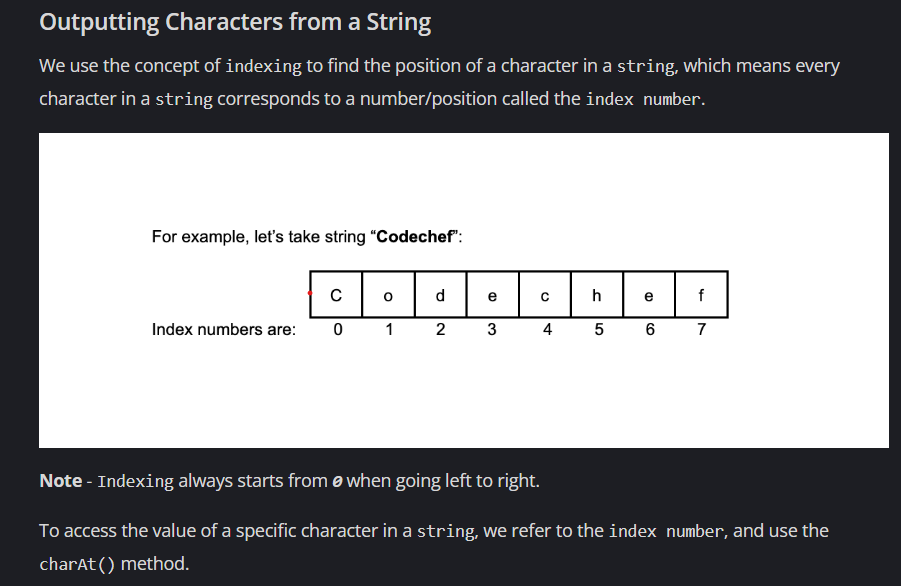 Outputting Characters from a String
We use the concept of indexing to find the position of a character in a string, which means every
character in a string corresponds to a number/position called the index number.
For example, let's take string “Codechef”:
C o d e c h e f
Index numbers are: 0 1 2 3 4 5 6 7
Note - Indexing always starts from 0 when going left to right.
To access the value of a specific character in a string, we refer to the index number, and use the
charAt() method.